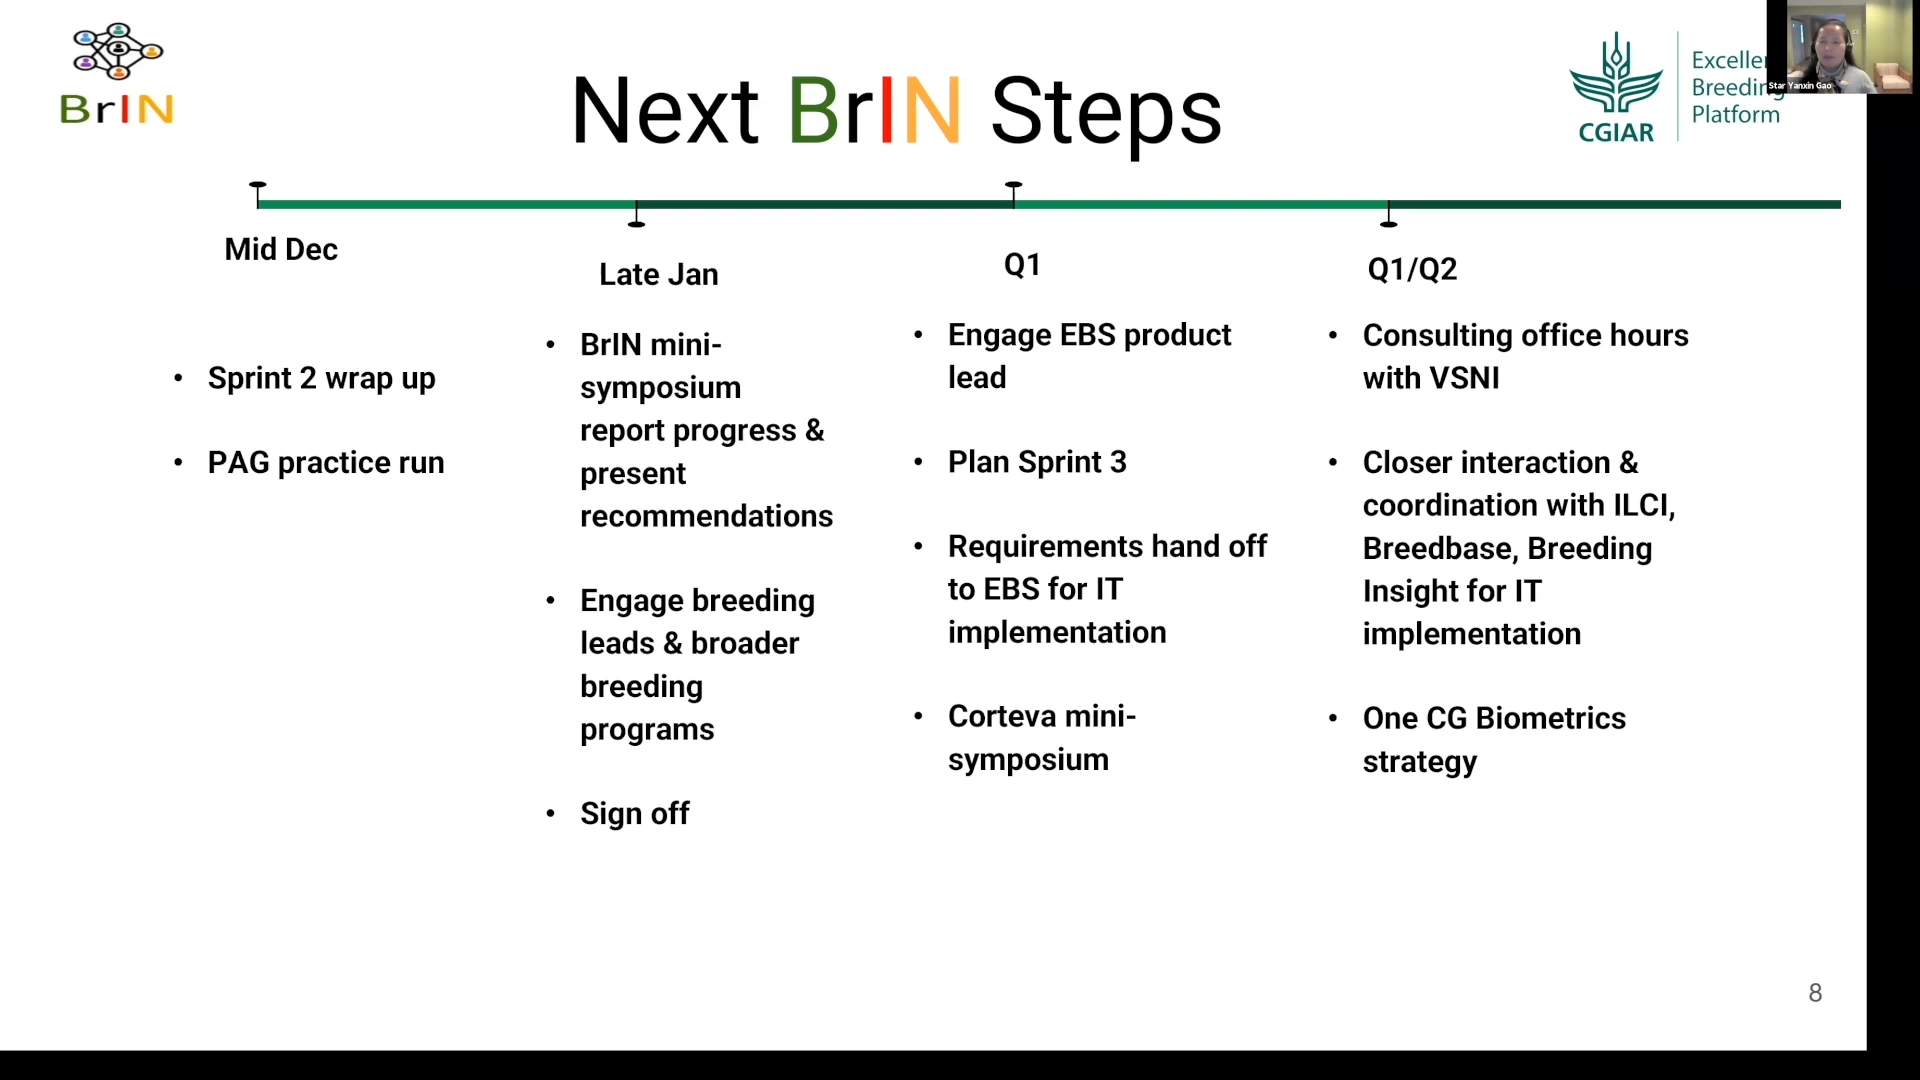 BrIN
Next BrIN Steps
CGIAR
Breeding
Platform
Star Yanxin Gao
Mid Dec
• Sprint 2 wrap up
• PAG practice run
Late Jan
• BrIN mini-
symposium
report progress &
present
recommendations
• Engage breeding
leads & broader
breeding
programs
• Sign off
Q1
• Engage EBS product
lead
• Plan Sprint 3
• Requirements hand off
to EBS for IT
implementation
• Corteva mini-
symposium
Q1/Q2
• Consulting office hours
with VSNI
• Closer interaction &
coordination with ILCI,
Breedbase, Breeding
Insight for IT
implementation
• One CG Biometrics
strategy
8